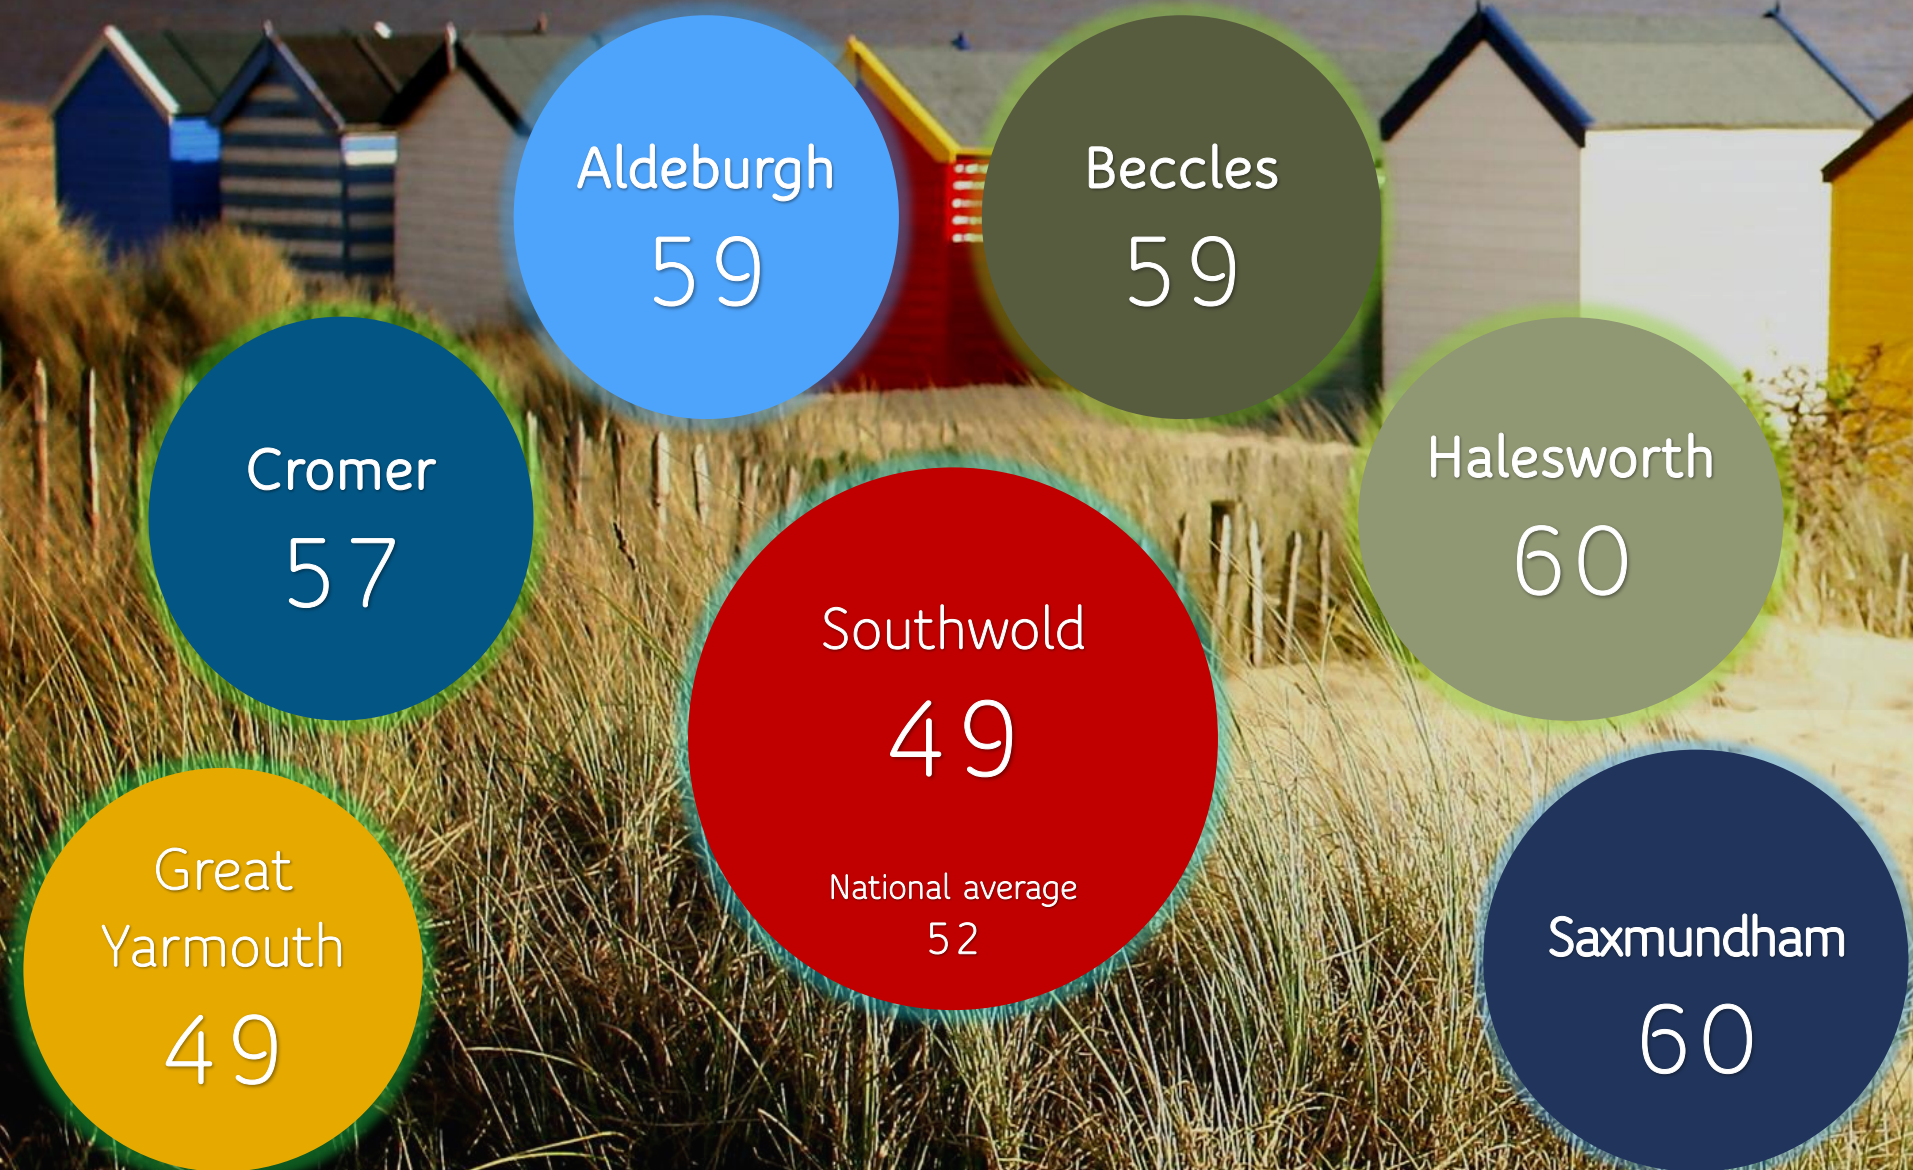 Aldeburgh
59
Beccles
59
Cromer
57
Halesworth
60
Southwold
49
National average
52
Great
Yarmouth
49
Saxmundham
60